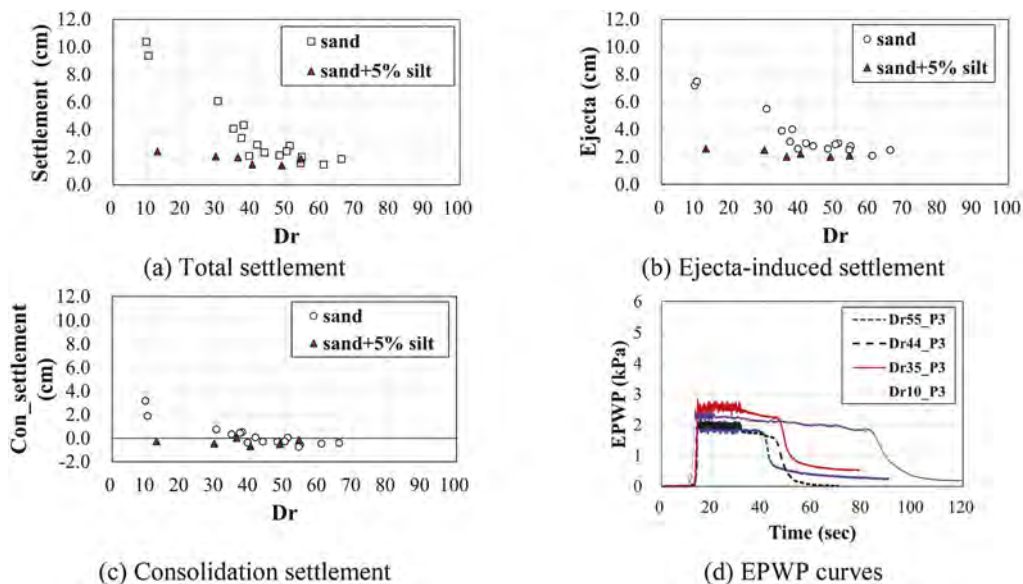 12.0
10.0
8.0
6.0
4.0
2.0
0.0
Settlement (cm)
sand
sand+5% silt
0 10 20 30 40 50 60 70 80 90 100
Dr
(a) Total settlement
12.0
10.0
8.0
6.0
4.0
2.0
0.0
Ejecta (cm)
sand
sand+5% silt
0 10 20 30 40 50 60 70 80 90 100
Dr
(b) Ejecta-induced settlement
12.0
10.0
8.0
6.0
4.0
2.0
0.0
-2.0
Con_settlement
(cm)
sand
sand+5% silt
0 10 20 30 40 50 60 70 80 90 100
Dr
(c) Consolidation settlement
6
5
4
3
2
1
0
EPWP (kPa)
Dr55_P3
Dr44_P3
Dr35_P3
Dr10_P3
0 20 40 60 80 100 120
Time (sec)
(d) EPWP curves